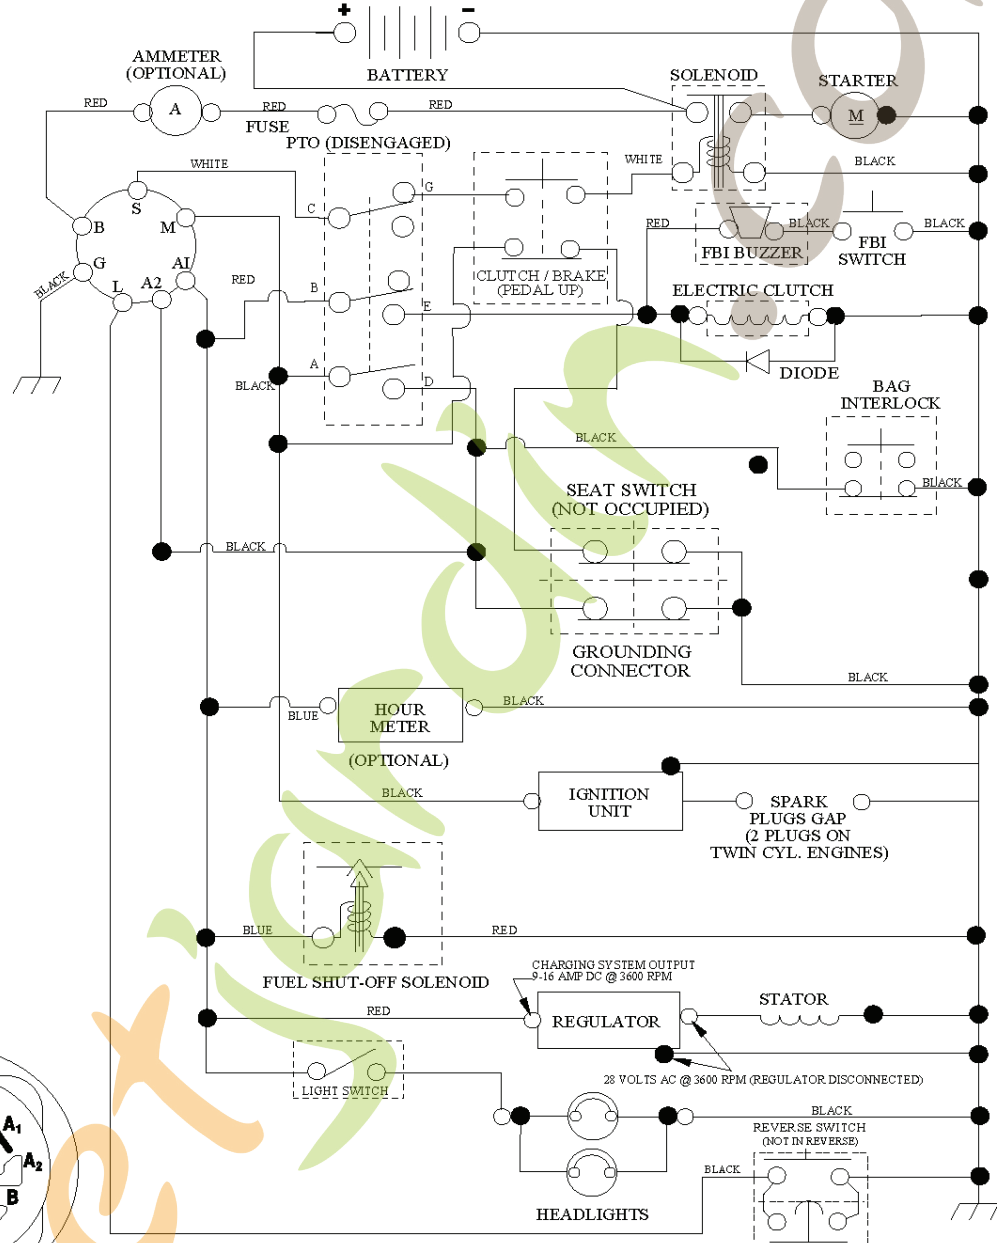 +
−
BATTERY
AMMETER
(OPTIONAL)
A
RED
RED
FUSE
RED
SOLENOID
STARTER
M
PTO (DISENGAGED)
WHITE
WHITE
BLACK
S
M
B
G
L
A2
A1
BLACK
RED
C
G
B
E
A
D
BLACK
CLUTCH / BRAKE
(PEDAL UP)
RED
BLACK
BLACK
FBI BUZZER
FBI
SWITCH
ELECTRIC CLUTCH
DIODE
BAG
INTERLOCK
BLACK
BLACK
SEAT SWITCH
(NOT OCCUPIED)
BLACK
GROUNDING
CONNECTOR
BLACK
BLUE
HOUR
METER
BLACK
(OPTIONAL)
BLACK
IGNITION
UNIT
SPARK
PLUGS GAP
(2 PLUGS ON
TWIN CYL. ENGINES)
BLUE
RED
FUEL SHUT-OFF SOLENOID
CHARGING SYSTEM OUTPUT
9-16 AMP DC @ 3600 RPM
RED
REGULATOR
STATOR
28 VOLTS AC @ 3600 RPM (REGULATOR DISCONNECTED)
LIGHT SWITCH
BLACK
REVERSE SWITCH
(NOT IN REVERSE)
BLACK
HEADLIGHTS
A1
A2
B
etjardin.co